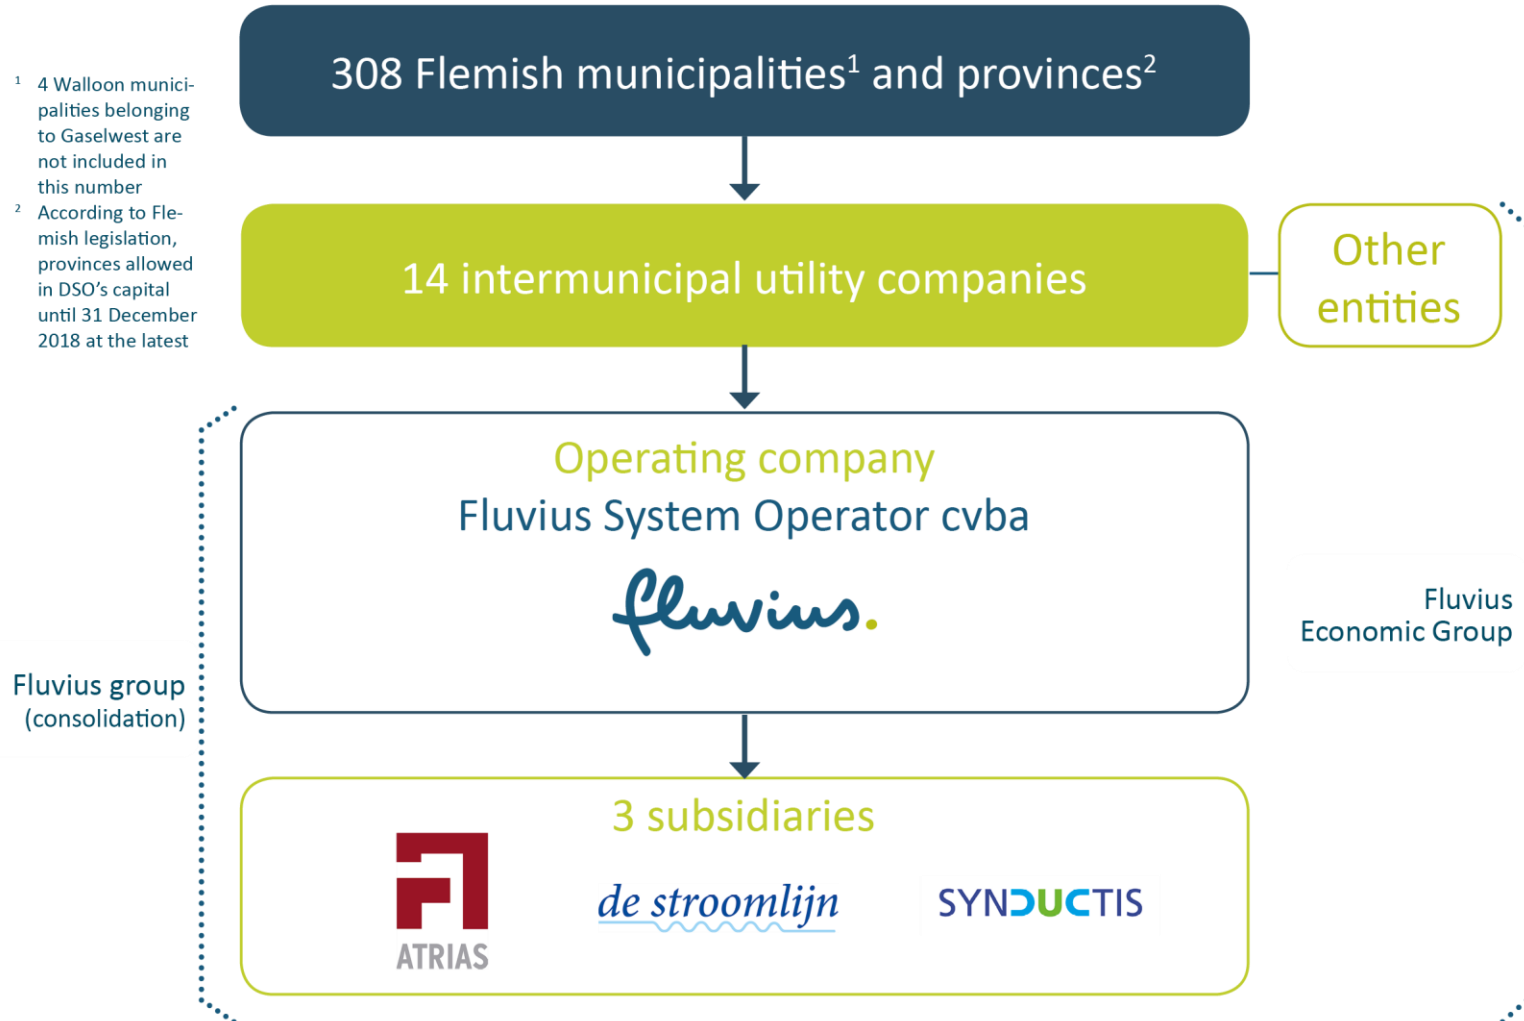 308 Flemish municipalities¹ and provinces²
¹ 4 Walloon munici-
palities belonging
to Gaselwest are
not included in
this number
² According to Fle-
mish legislation,
provinces allowed
in DSO's capital
until 31 December
2018 at the latest
14 intermunicipal utility companies
Other
entities
Operating company
Fluvius System Operator cvba
fluvius.
Fluvius
Economic Group
Fluvius group
(consolidation)
3 subsidiaries
ATRIAS
de stroomlijn
SYNDUCTIS